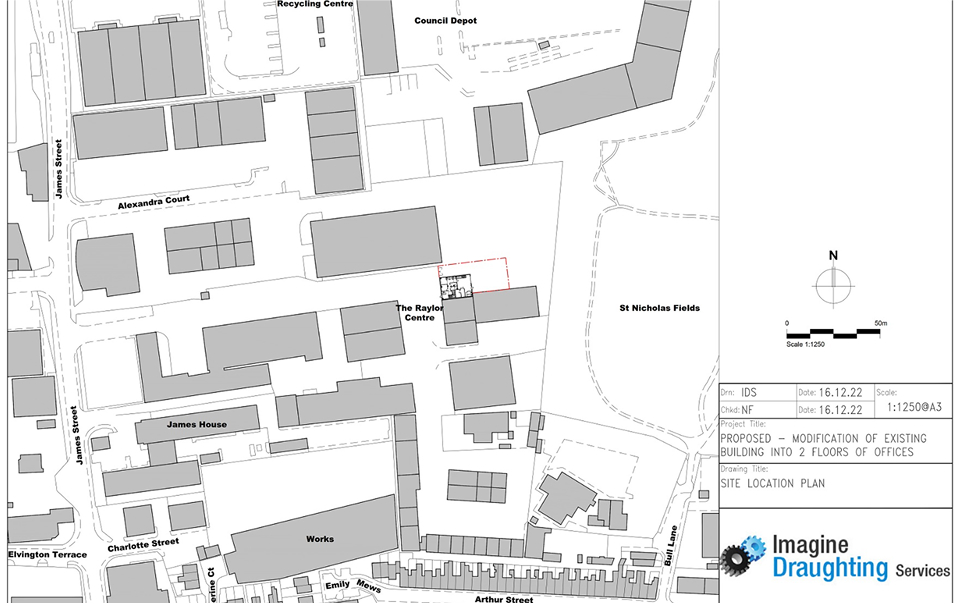 Recycling Centre
Council Depot
James Street
Alexandra Court
The Raylor
Centre
St Nicholas Fields
James Street
James House
Works
Elvington Terrace
Charlotte Street
erine Ct
Emily Mews
Arthur Street
Bull Lane
N
0 50m
Scale 1:1250
Drn: IDS Date: 16.12.22 Scale:
Chkd: NF Date: 16.12.22 1:1250@A3
Project Title:
PROPOSED – MODIFICATION OF EXISTING
BUILDING INTO 2 FLOORS OF OFFICES
Drawing Title:
SITE LOCATION PLAN
Imagine
Draughting Services